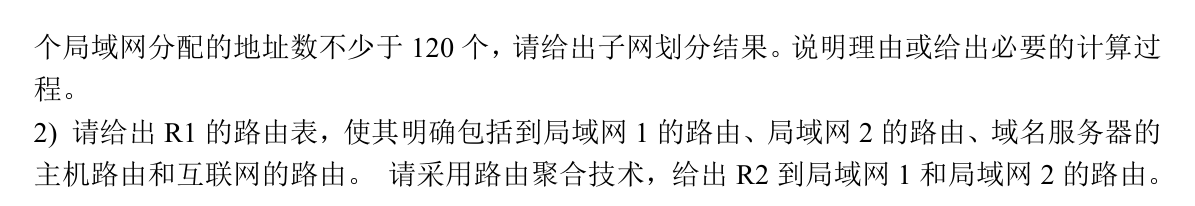 个局域网分配的地址数不少于 120 个，请给出子网划分结果。说明理由或给出必要的计算过
程。
2) 请给出 R1 的路由表，使其明确包括到局域网 1 的路由、局域网 2 的路由、域名服务器的
主机路由和互联网的路由。 请采用路由聚合技术，给出 R2 到局域网 1 和局域网 2 的路由。